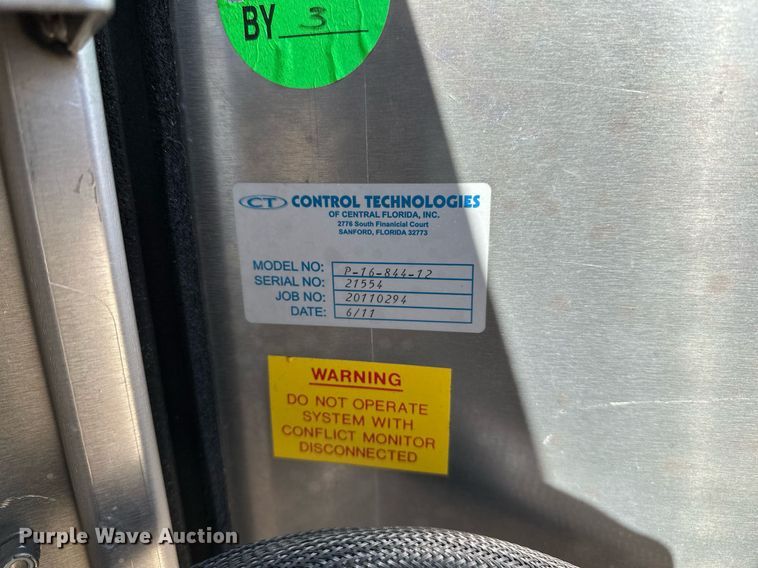 BY 3
CT CONTROL TECHNOLOGIES
OF CENTRAL FLORIDA, INC.
2776 South Finanicial Court
SANFORD, FLORIDA 32773
MODEL NO: P-16-844-12
SERIAL NO: 21554
JOB NO: 20110294
DATE: 6/11
WARNING
DO NOT OPERATE
SYSTEM WITH
CONFLICT MONITOR
DISCONNECTED
Purple Wave Auction